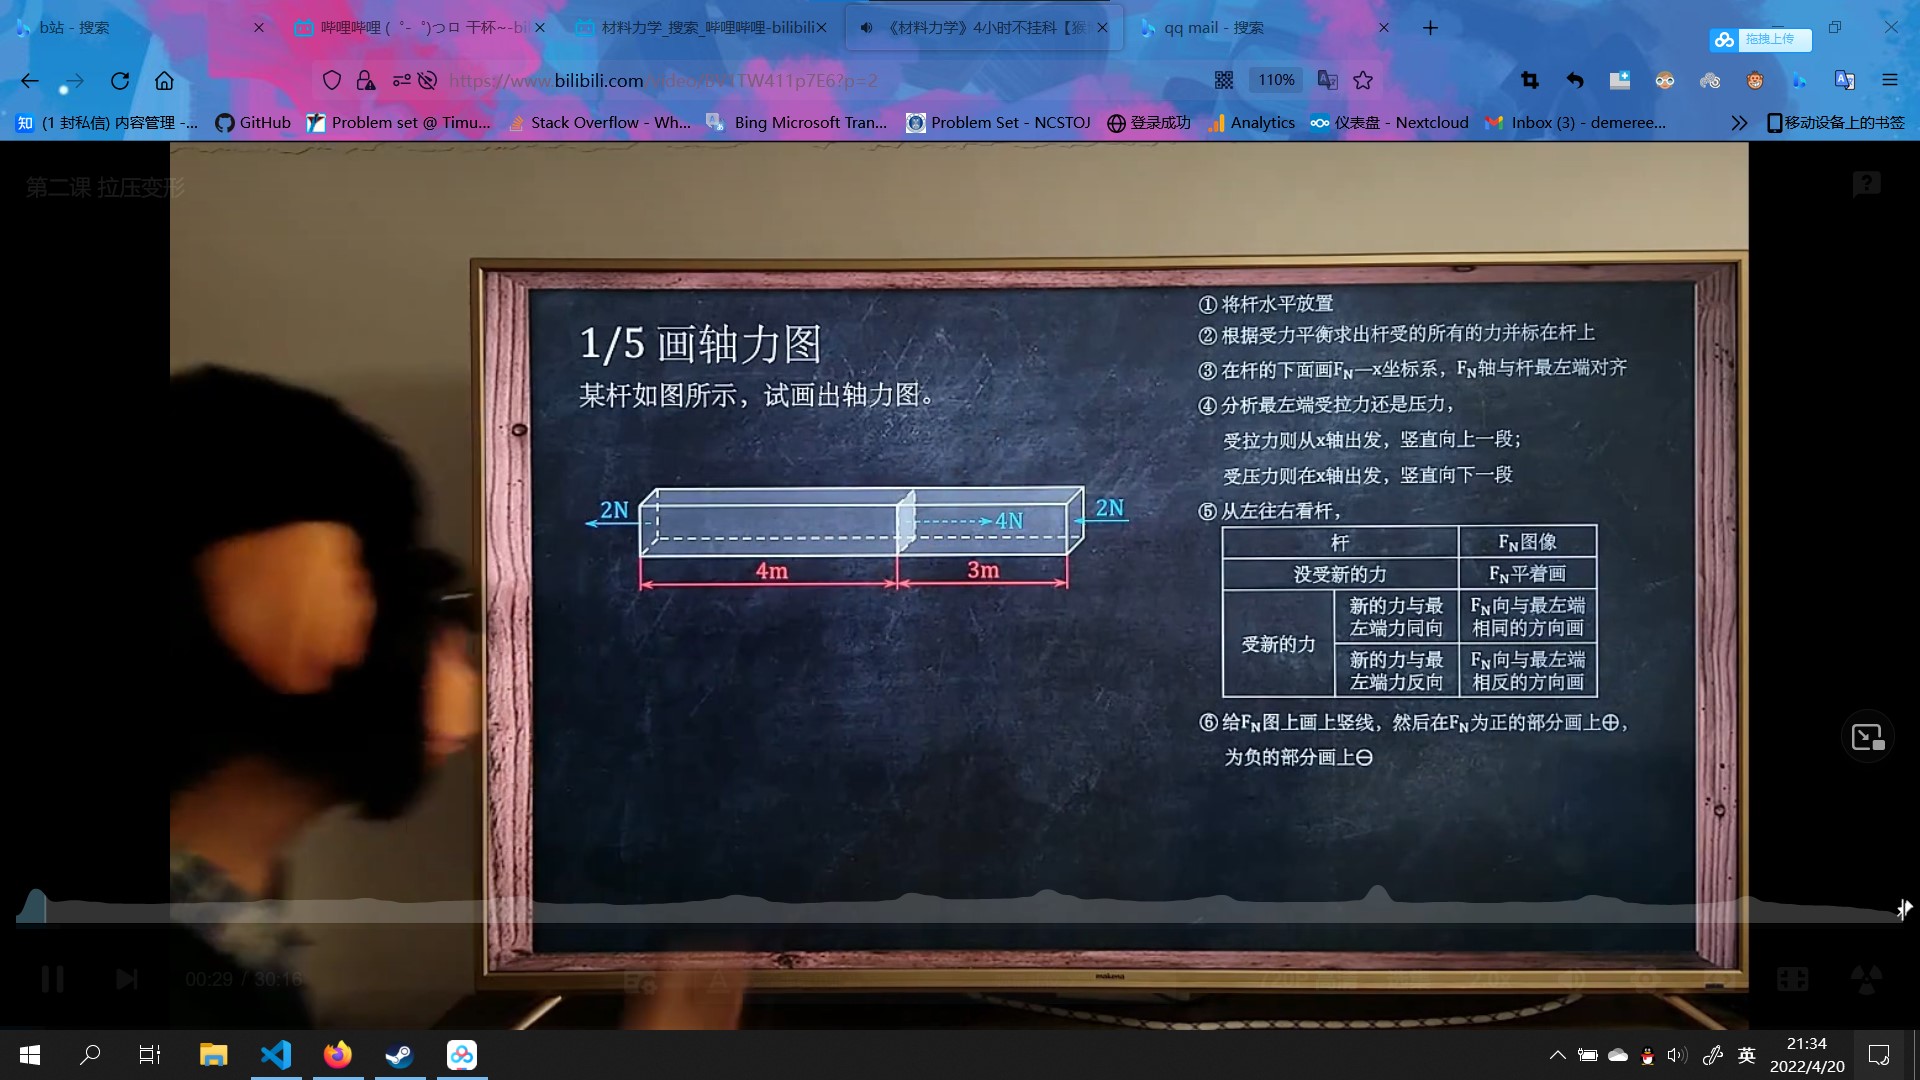 b站 - 搜索
哔哩哔哩 (゜-゜)つロ 干杯~-bi
材料力学_搜索_哔哩哔哩-bilibili
《材料力学》4小时不挂科【猴
qq mail - 搜索
拖拽上传
bilibili.com
110%
(1 封私信) 内容管理 -...
GitHub
Problem set @ Timu...
Stack Overflow - Wh...
Bing Microsoft Tran...
Problem Set - NCSTOJ
登录成功
Analytics
仪表盘 - Nextcloud
Inbox (3) - demeree...
移动设备上的书签
第二课 拉压变形
1/5 画轴力图
某杆如图所示，试画出轴力图。
2N
4N
2N
4m
3m
① 将杆水平放置
② 根据受力平衡求出杆受的所有的力并标在杆上
③ 在杆的下面画FN—x坐标系，FN轴与杆最左端对齐
④ 分析最左端受拉力还是压力，
受拉力则从x轴出发，竖直向上一段；
受压力则在x轴出发，竖直向下一段
⑤ 从左往右看杆，
杆
FN图像
没受新的力
FN平着画
受新的力
新的力与最
左端力同向
FN向与最左端
相同的方向画
新的力与最
左端力反向
FN向与最左端
相反的方向画
⑥ 给FN图上画上竖线，然后在FN为正的部分画上⊕，
为负的部分画上⊖
00:29 / 30:16
英
21:34
2022/4/20